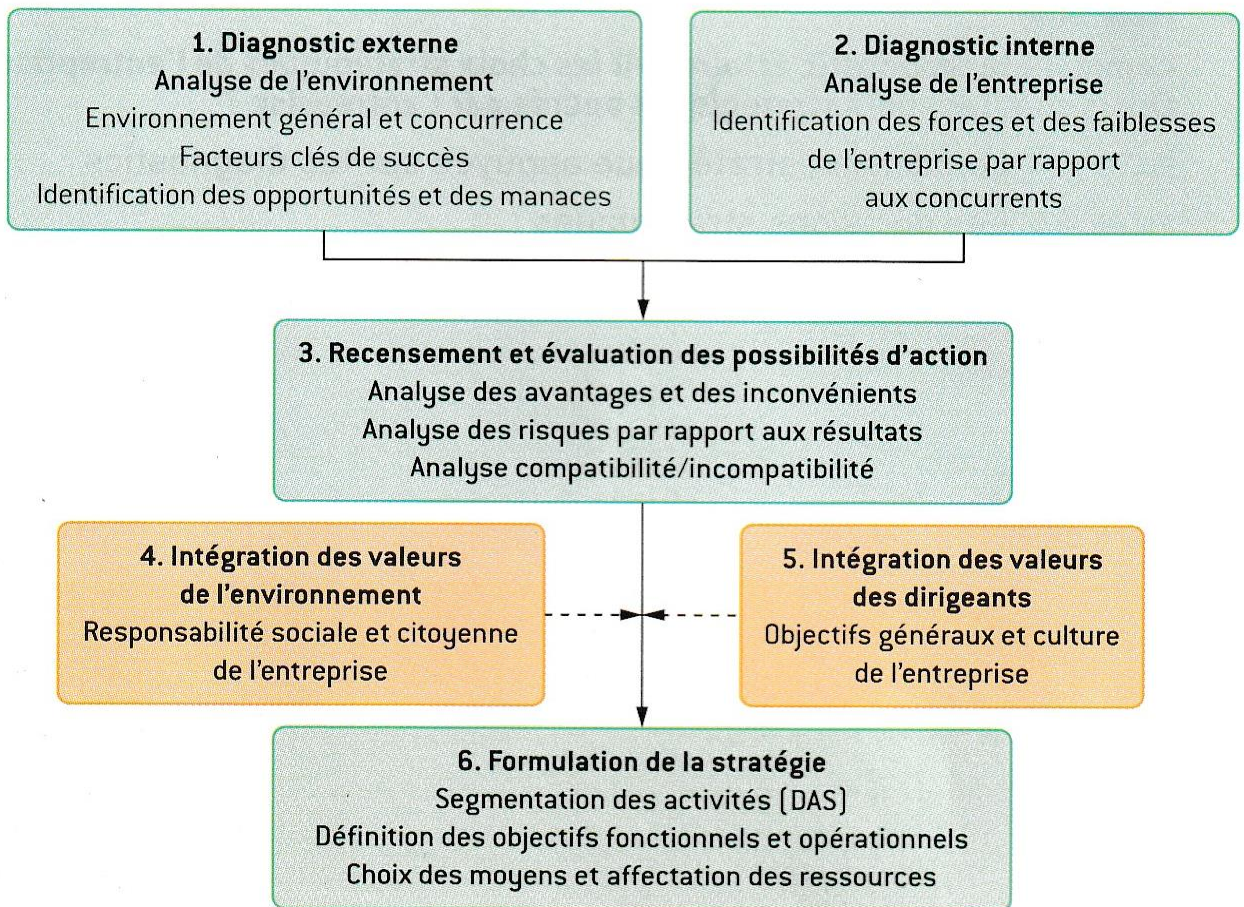 1. Diagnostic externe
Analyse de l'environnement
Environnement général et concurrence
Facteurs clés de succès
Identification des opportunités et des manaces
2. Diagnostic interne
Analyse de l'entreprise
Identification des forces et des faiblesses
de l'entreprise par rapport
aux concurrents
3. Recensement et évaluation des possibilités d'action
Analyse des avantages et des inconvénients
Analyse des risques par rapport aux résultats
Analyse compatibilité/incompatibilité
4. Intégration des valeurs
de l'environnement
Responsabilité sociale et citoyenne
de l'entreprise
5. Intégration des valeurs
des dirigeants
Objectifs généraux et culture
de l'entreprise
6. Formulation de la stratégie
Segmentation des activités (DAS)
Définition des objectifs fonctionnels et opérationnels
Choix des moyens et affectation des ressources